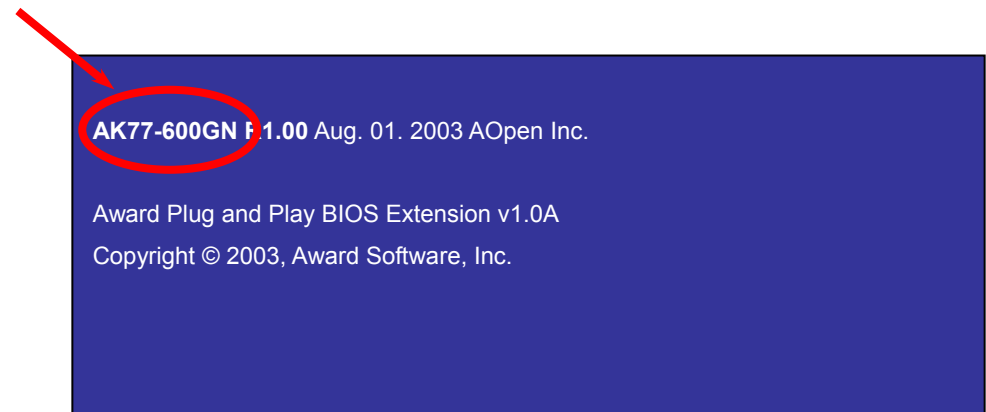 AK77-600GN R1.00 Aug. 01. 2003 AOpen Inc.
Award Plug and Play BIOS Extension v1.0A
Copyright © 2003, Award Software, Inc.